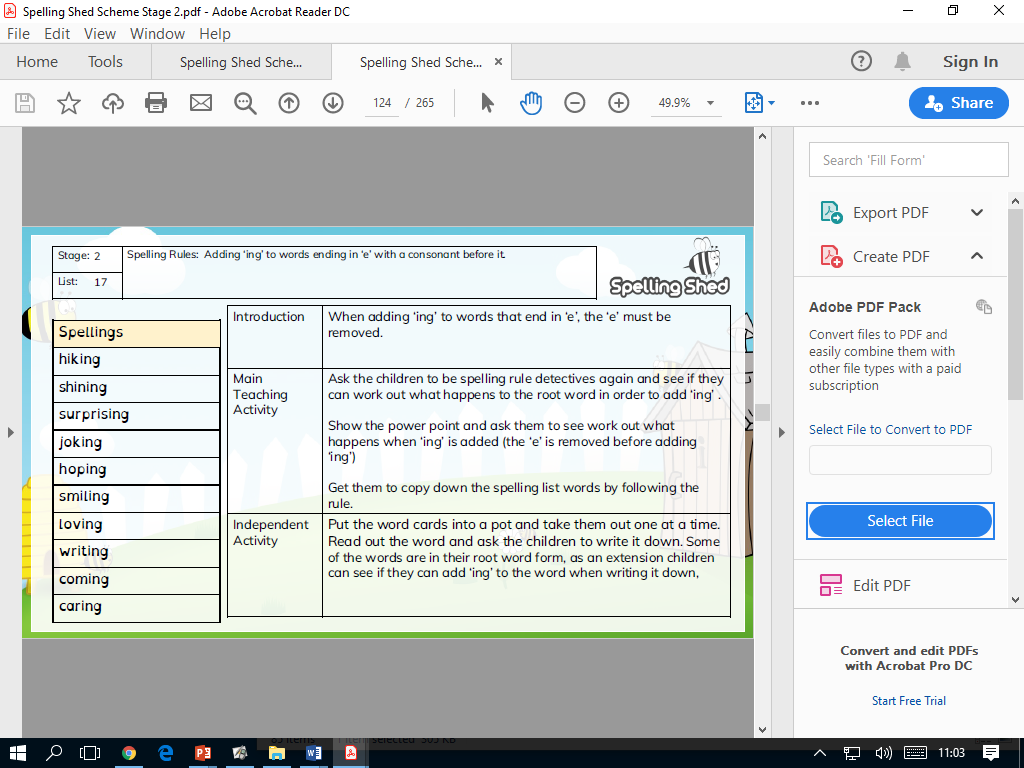 Spelling Shed Scheme Stage 2.pdf - Adobe Acrobat Reader DC
File Edit View Window Help
Home Tools Spelling Shed Sche... Spelling Shed Sche... × ? Sign In
124 / 265 49.9% Share
Search 'Fill Form'
Export PDF
Create PDF
Adobe PDF Pack
Convert files to PDF and
easily combine them with
other file types with a paid
subscription
Select File to Convert to PDF
Select File
Edit PDF
Convert and edit PDFs
with Acrobat Pro DC
Start Free Trial
Stage: 2
List: 17
Spelling Rules: Adding ‘ing’ to words ending in ‘e’ with a consonant before it.
Spelling Shed
Spellings
hiking
shining
surprising
joking
hoping
smiling
loving
writing
coming
caring
Introduction
When adding ‘ing’ to words that end in ‘e’, the ‘e’ must be
removed.
Main
Teaching
Activity
Ask the children to be spelling rule detectives again and see if they
can work out what happens to the root word in order to add ‘ing’ .
Show the power point and ask them to see work out what
happens when ‘ing’ is added (the ‘e’ is removed before adding
‘ing’)
Get them to copy down the spelling list words by following the
rule.
Independent
Activity
Put the word cards into a pot and take them out one at a time.
Read out the word and ask the children to write it down. Some
of the words are in their root word form, as an extension children
can see if they can add ‘ing’ to the word when writing it down,
11:03